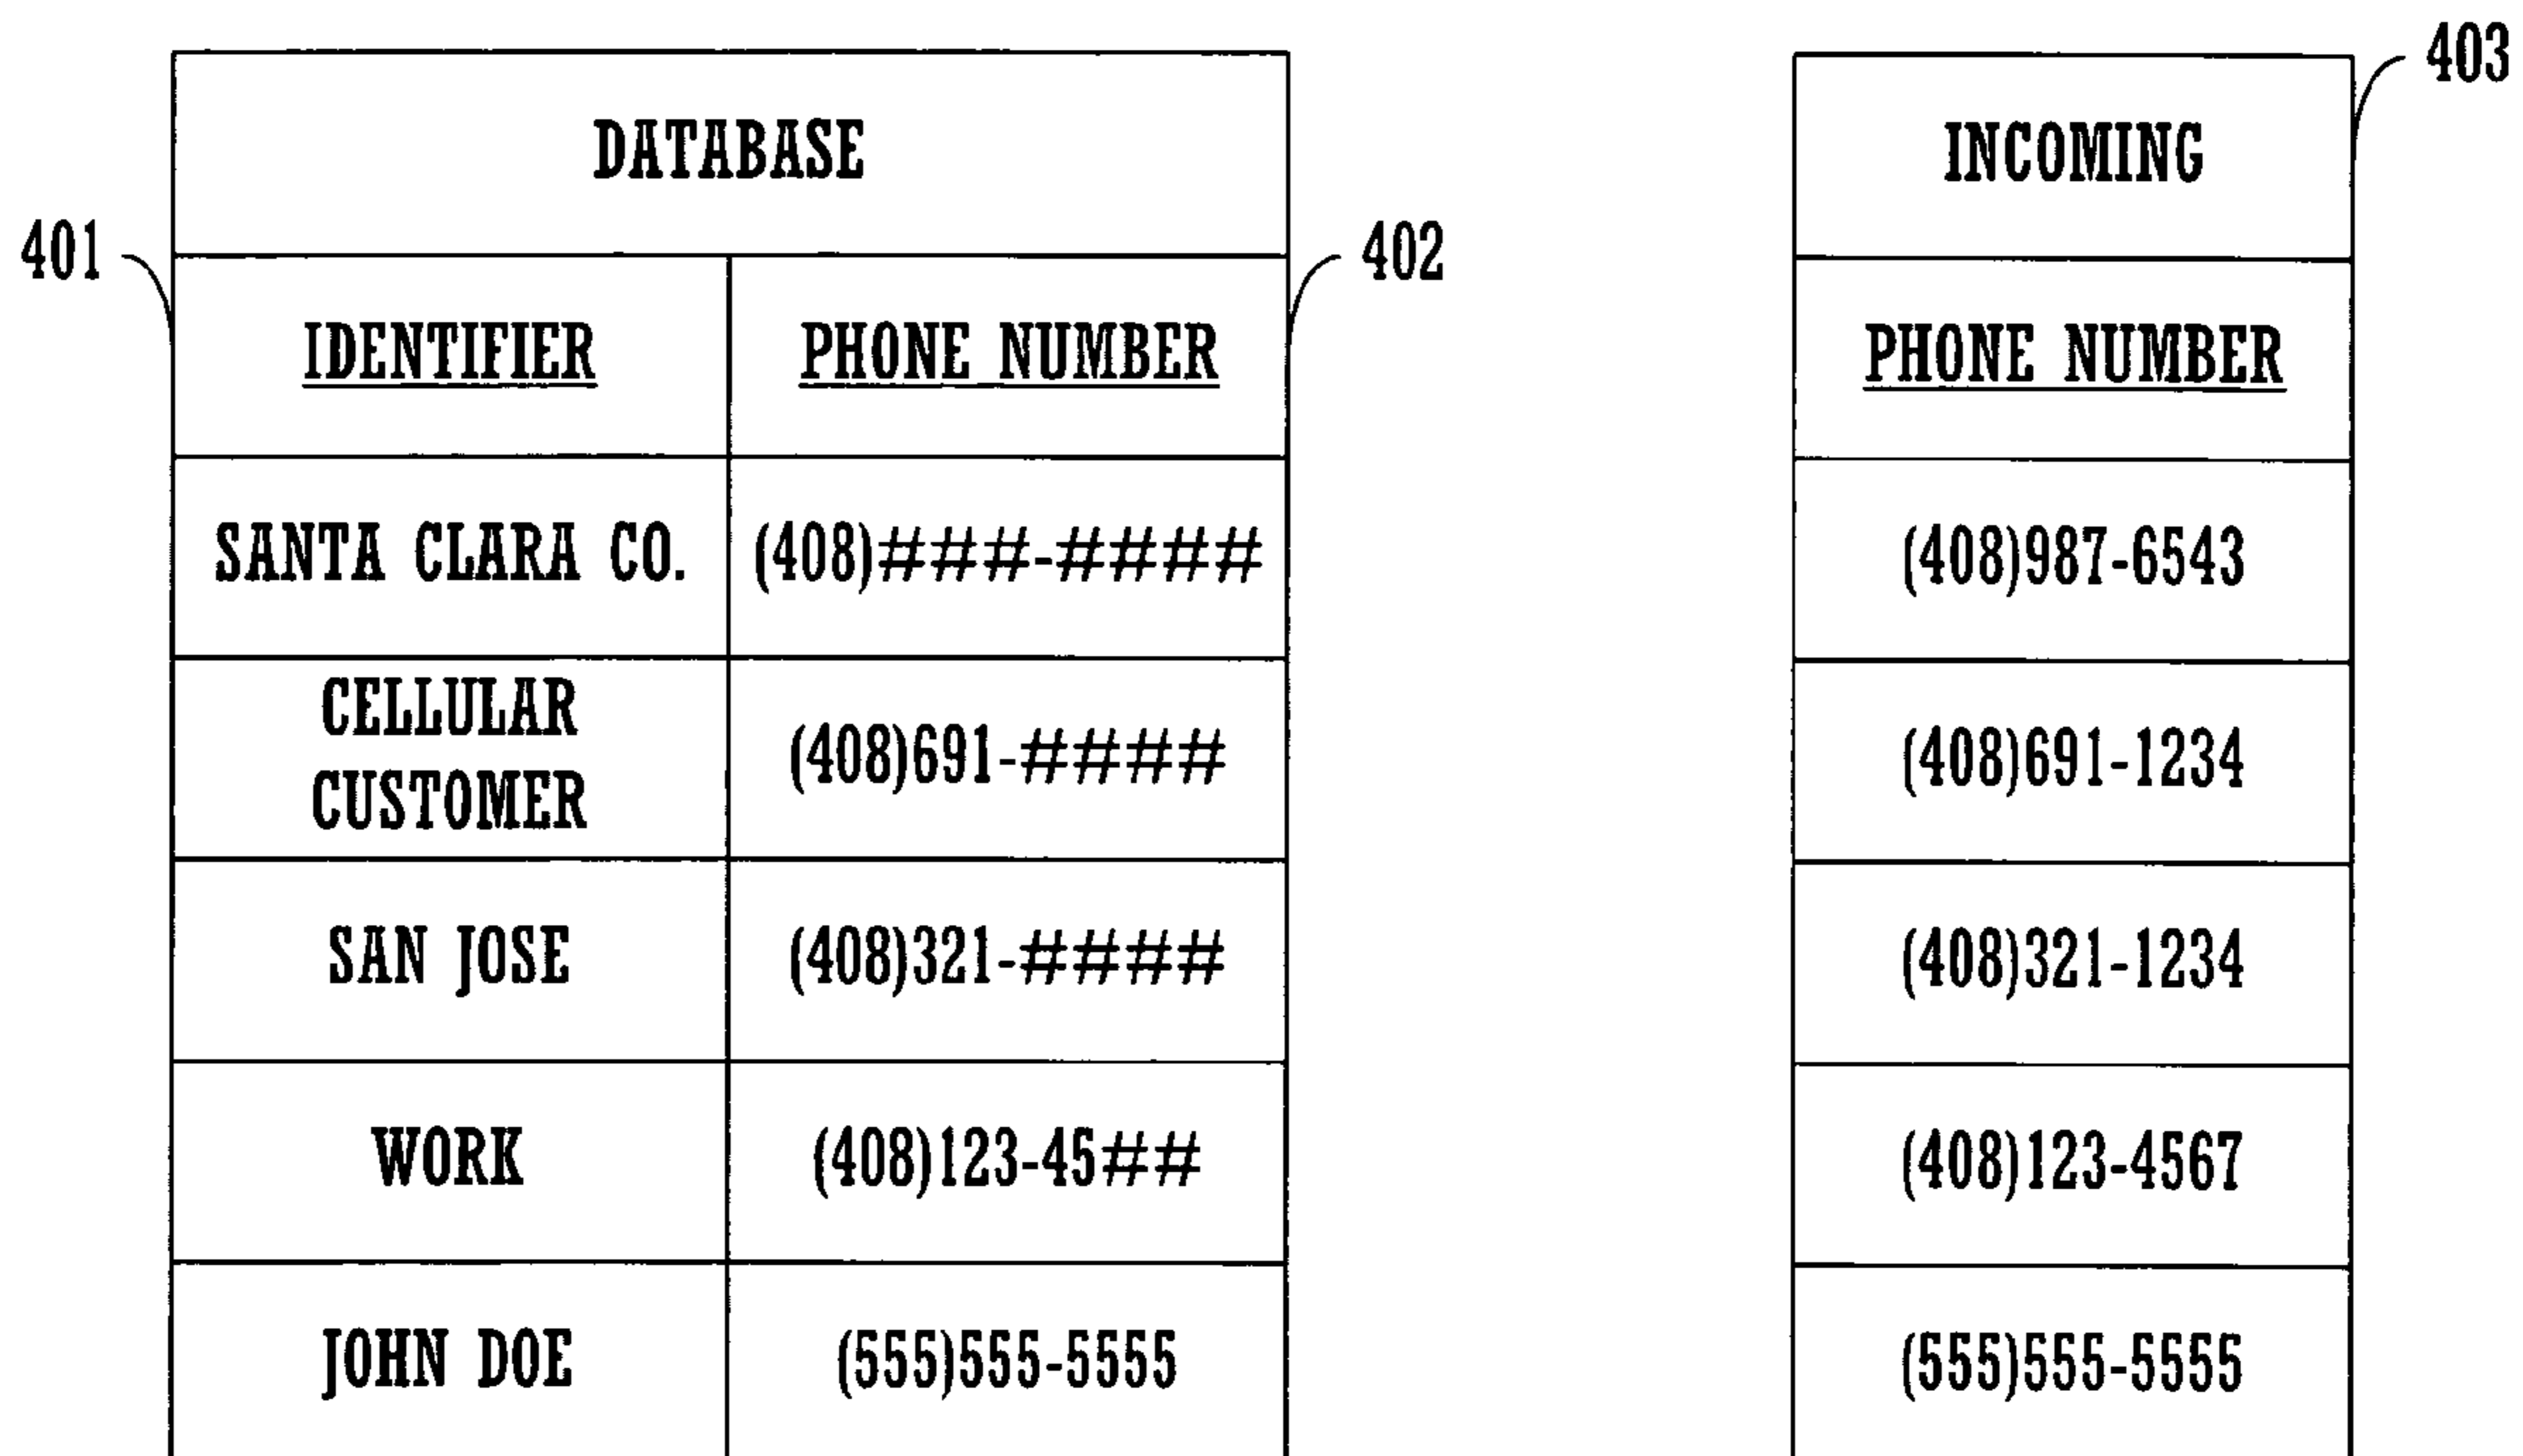 403
DATABASE
INCOMING
401
402
IDENTIFIER
PHONE NUMBER
PHONE NUMBER
SANTA CLARA CO.
(408)###-####
(408)987-6543
CELLULAR
CUSTOMER
(408)691-####
(408)691-1234
SAN JOSE
(408)321-####
(408)321-1234
WORK
(408)123-45##
(408)123-4567
JOHN DOE
(555)555-5555
(555)555-5555